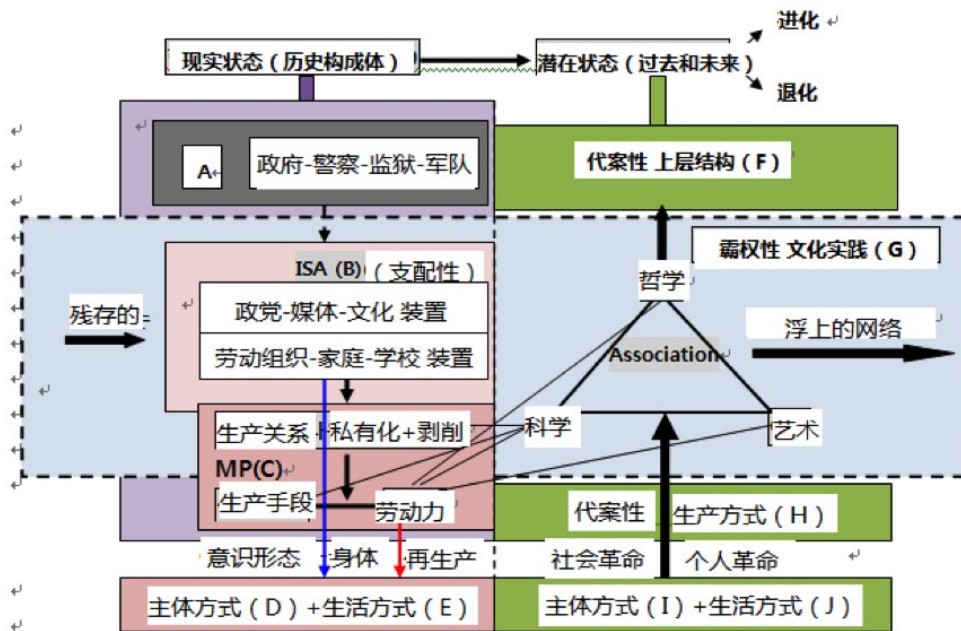 进化
现实状态（历史构成体）
潜在状态（过去和未来）
退化
A
政府-警察-监狱-军队
代案性 上层结构（F）
霸权性 文化实践（G）
ISA (B)（支配性）
哲学
政党-媒体-文化 装置
残存的
浮上的网络
劳动组织-家庭-学校 装置
Association
生产关系
私有化+剥削
科学
艺术
MP(C)
生产手段
劳动力
代案性 生产方式（H）
意识形态 身体 再生产
社会革命 个人革命
主体方式（D）+生活方式（E）
主体方式（I）+生活方式（J）